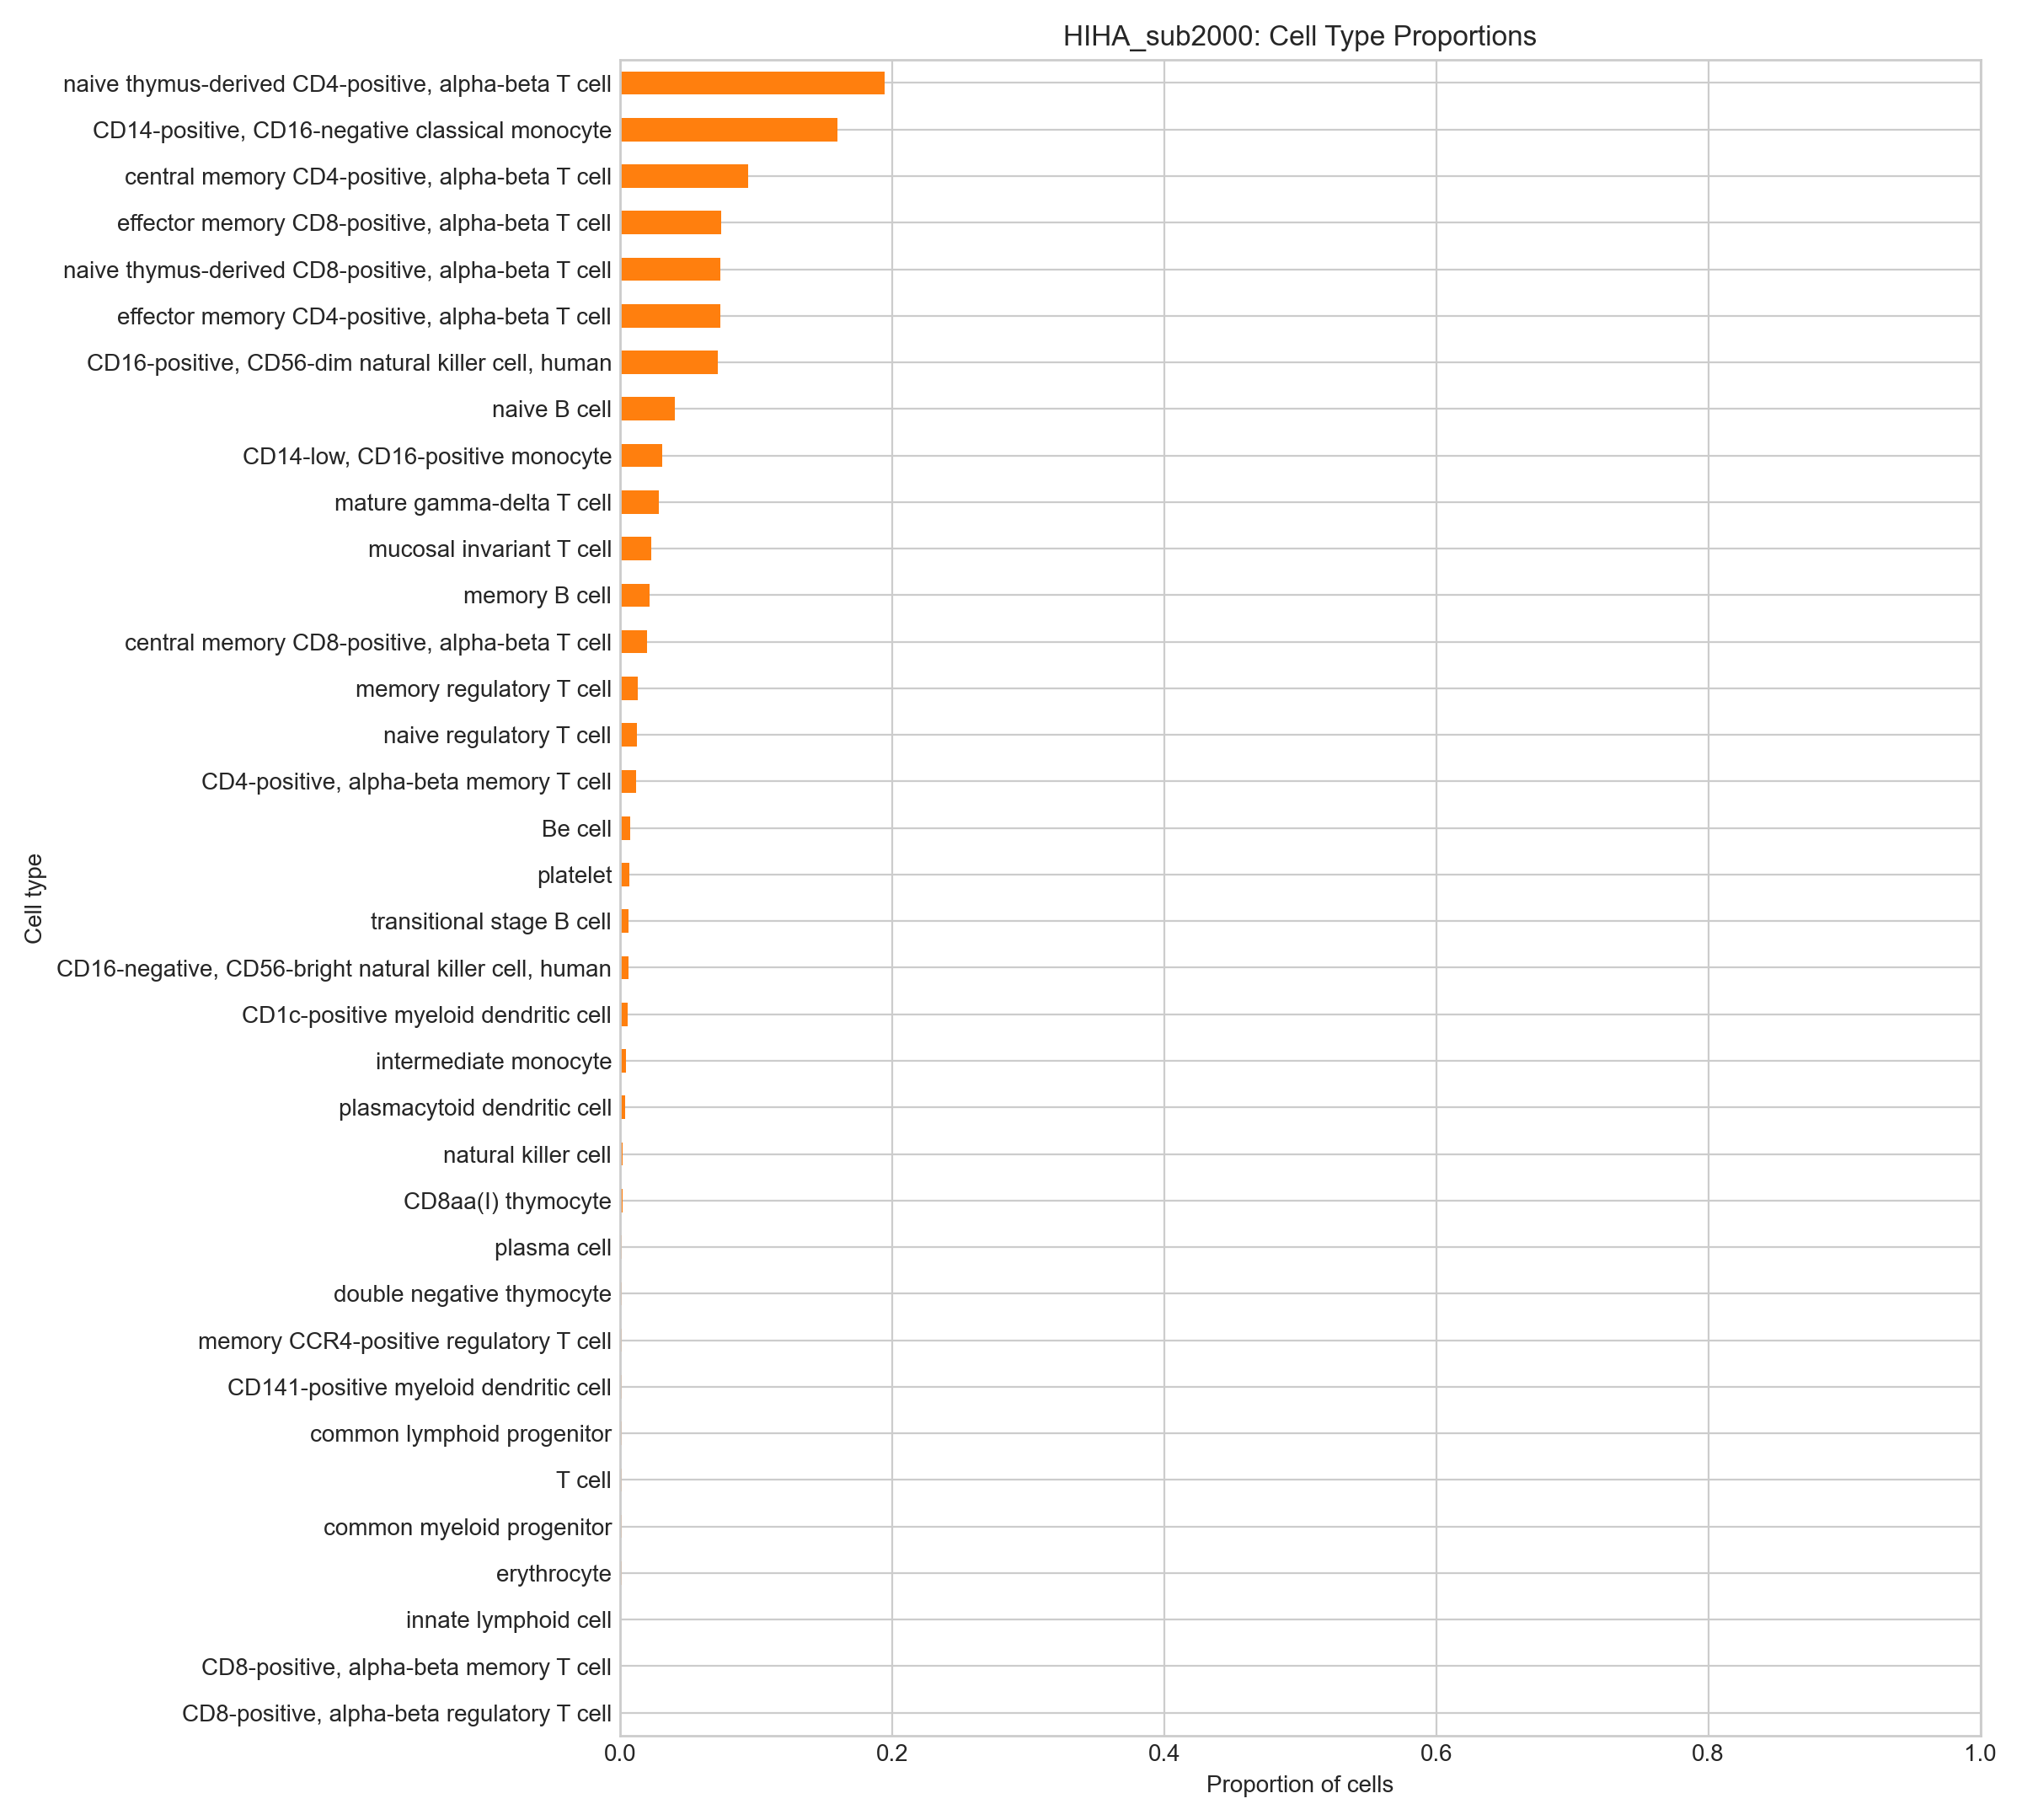 HIHA_sub2000: Cell Type Proportions
naive thymus-derived CD4-positive, alpha-beta T cell
CD14-positive, CD16-negative classical monocyte
central memory CD4-positive, alpha-beta T cell
effector memory CD8-positive, alpha-beta T cell
naive thymus-derived CD8-positive, alpha-beta T cell
effector memory CD4-positive, alpha-beta T cell
CD16-positive, CD56-dim natural killer cell, human
naive B cell
CD14-low, CD16-positive monocyte
mature gamma-delta T cell
mucosal invariant T cell
memory B cell
central memory CD8-positive, alpha-beta T cell
memory regulatory T cell
naive regulatory T cell
CD4-positive, alpha-beta memory T cell
Be cell
platelet
transitional stage B cell
CD16-negative, CD56-bright natural killer cell, human
CD1c-positive myeloid dendritic cell
intermediate monocyte
plasmacytoid dendritic cell
natural killer cell
CD8aa(I) thymocyte
plasma cell
double negative thymocyte
memory CCR4-positive regulatory T cell
CD141-positive myeloid dendritic cell
common lymphoid progenitor
T cell
common myeloid progenitor
erythrocyte
innate lymphoid cell
CD8-positive, alpha-beta memory T cell
CD8-positive, alpha-beta regulatory T cell
Cell type
0.0 0.2 0.4 0.6 0.8 1.0
Proportion of cells